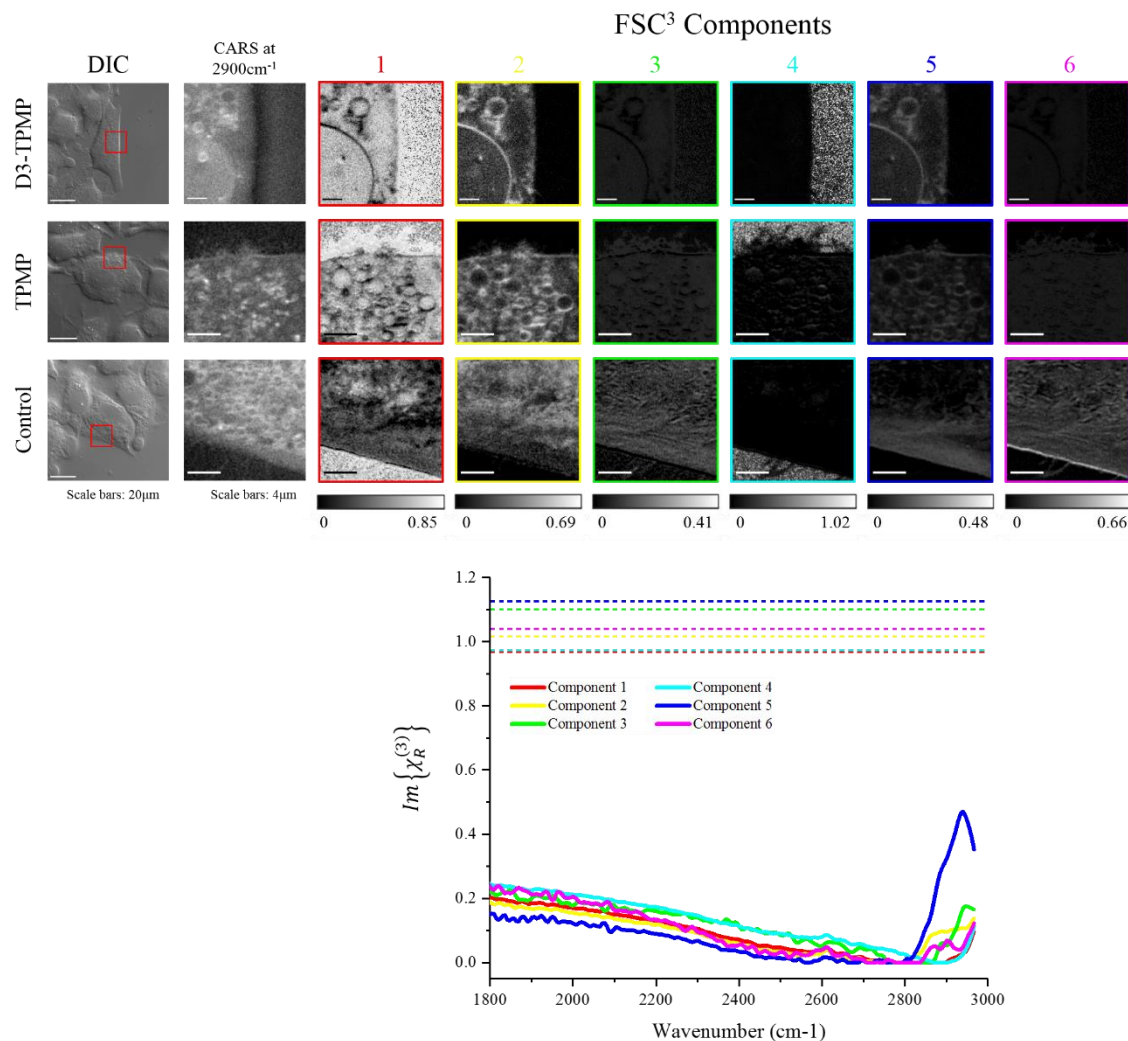 FSC³ Components
DIC
CARS at
2900cm⁻¹
1
2
3
4
5
6
D3-TPMP
TPMP
Control
Scale bars: 20μm
Scale bars: 4μm
0 0.85
0 0.69
0 0.41
0 1.02
0 0.48
0 0.66
1.2
1.0
0.8
0.6
0.4
0.2
0.0
Im{χ_R^(3)}
Component 1
Component 2
Component 3
Component 4
Component 5
Component 6
1800 2000 2200 2400 2600 2800 3000
Wavenumber (cm-1)